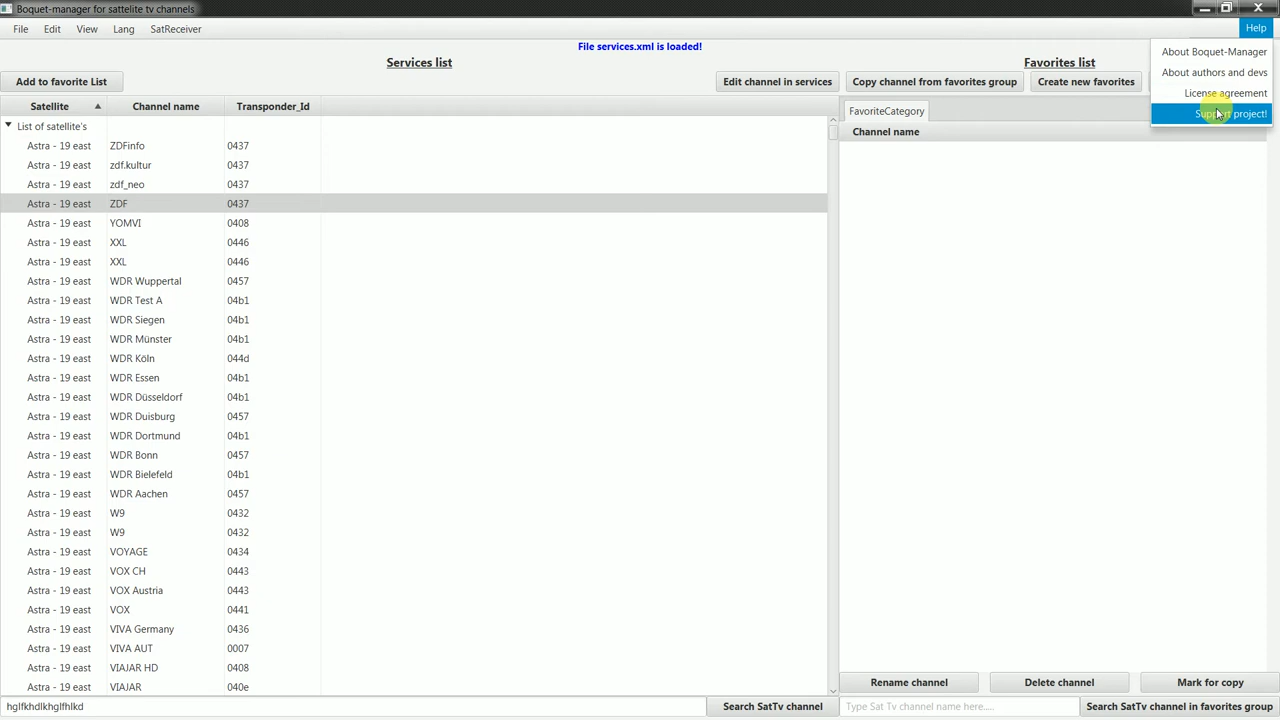 Boquet-manager for sattelite tv channels
File Edit View Lang SatReceiver Help
File services.xml is loaded!
Services list
Favorites list
About Boquet-Manager
About authors and devs
License agreement
Support project!
Add to favorite List
Edit channel in services
Copy channel from favorites group
Create new favorites
Satellite Channel name Transponder_Id
FavoriteCategory
Channel name
List of satellite's
Astra - 19 east ZDFinfo 0437
Astra - 19 east zdf.kultur 0437
Astra - 19 east zdf_neo 0437
Astra - 19 east ZDF 0437
Astra - 19 east YOMVI 0408
Astra - 19 east XXL 0446
Astra - 19 east XXL 0446
Astra - 19 east WDR Wuppertal 0457
Astra - 19 east WDR Test A 04b1
Astra - 19 east WDR Siegen 04b1
Astra - 19 east WDR Münster 04b1
Astra - 19 east WDR Köln 044d
Astra - 19 east WDR Essen 04b1
Astra - 19 east WDR Düsseldorf 04b1
Astra - 19 east WDR Duisburg 0457
Astra - 19 east WDR Dortmund 04b1
Astra - 19 east WDR Bonn 0457
Astra - 19 east WDR Bielefeld 04b1
Astra - 19 east WDR Aachen 0457
Astra - 19 east W9 0432
Astra - 19 east W9 0432
Astra - 19 east VOYAGE 0434
Astra - 19 east VOX CH 0443
Astra - 19 east VOX Austria 0443
Astra - 19 east VOX 0441
Astra - 19 east VIVA Germany 0436
Astra - 19 east VIVA AUT 0007
Astra - 19 east VIAJAR HD 0408
Astra - 19 east VIAJAR 040e
Rename channel
Delete channel
Mark for copy
hglfkhdlkhglfhlkd
Search SatTv channel
Type Sat Tv channel name here.....
Search SatTv channel in favorites group